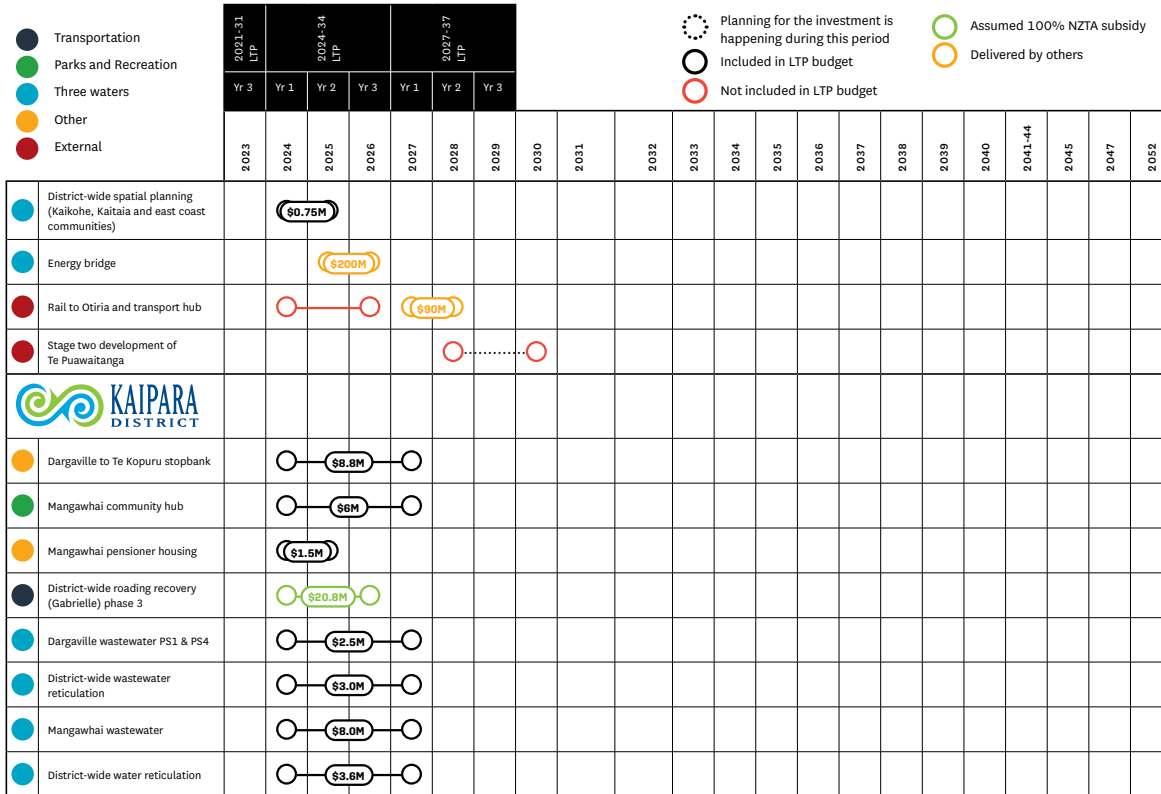 Transportation
Parks and Recreation
Three waters
Other
External
2021-31
LTP
2024-34
LTP
2027-37
LTP
Yr 3
Yr 1
Yr 2
Yr 3
Yr 1
Yr 2
Yr 3
Planning for the investment is
happening during this period
Included in LTP budget
Not included in LTP budget
Assumed 100% NZTA subsidy
Delivered by others
2023
2024
2025
2026
2027
2028
2029
2030
2031
2032
2033
2034
2035
2036
2037
2038
2039
2040
2041-44
2045
2047
2052
District-wide spatial planning
(Kaikohe, Kaitaia and east coast
communities)
$0.75M
Energy bridge
$200M
Rail to Otiria and transport hub
$90M
Stage two development of
Te Puawaitanga
KAIPARA
DISTRICT
Dargaville to Te Kopuru stopbank
$8.8M
Mangawhai community hub
$6M
Mangawhai pensioner housing
$1.5M
District-wide roading recovery
(Gabrielle) phase 3
$20.8M
Dargaville wastewater PS1 & PS4
$2.5M
District-wide wastewater
reticulation
$3.0M
Mangawhai wastewater
$8.0M
District-wide water reticulation
$3.6M